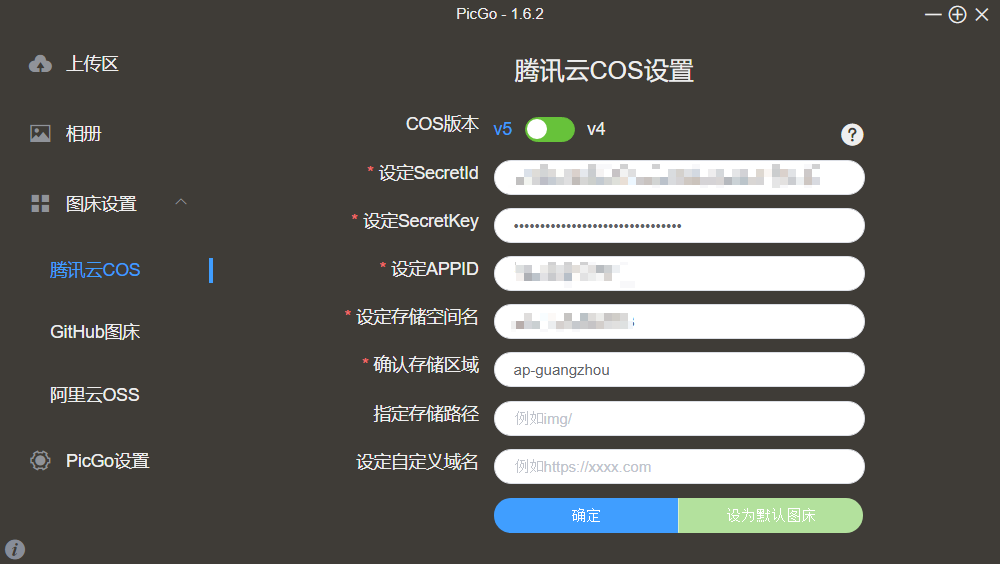 PicGo - 1.6.2
上传区
相册
图床设置
腾讯云COS
GitHub图床
阿里云OSS
PicGo设置
腾讯云COS设置
COS版本 v5 v4 ?
* 设定SecretId
* 设定SecretKey ••••••••••••••••••••••••••••••••
* 设定APPID
* 设定存储空间名
* 确认存储区域 ap-guangzhou
指定存储路径 例如img/
设定自定义域名 例如https://xxxx.com
确定 设为默认图床
i